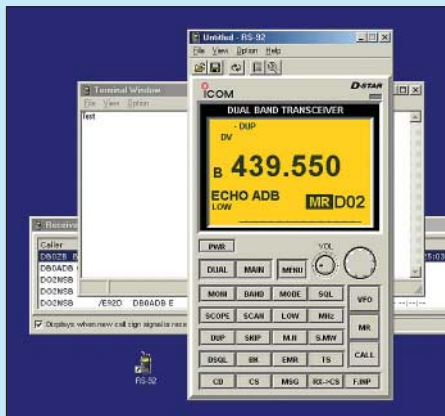 Untitled - RS-92
File View Option Help
ICOM
D-STAR
DUAL BAND TRANSCEIVER
- DUP
DV
B 439.550
ECHO ADB
LOW
MR D02
PWR
VOL
DUAL MAIN MENU
MONI BAND MODE SQL
VFO
SCOPE SCAN LOW MHz
MR
DUP SKIP M.N S.MW
CALL
DSQL BK EMR TS
CD CS MSG RX->CS F.INP
Terminal Window
File View Option
Test
Receive
Caller
DB0ZB
DB0ADB
DO2NSB
DO2NSB
DO2NSB /E92D DB0ADB E
--:--
Displays when new call sign signal is rece
RS-92